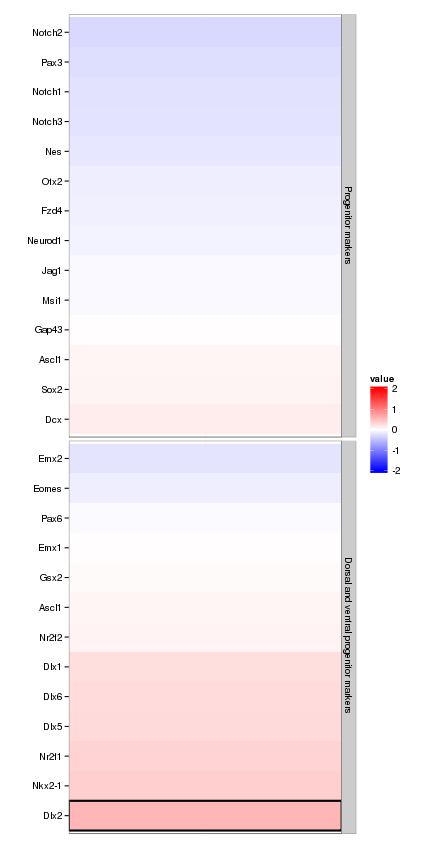 Notch2
Pax3
Notch1
Notch3
Nes
Otx2
Fzd4
Neurod1
Jag1
Msi1
Gap43
Ascl1
Sox2
Dcx
Progenitor markers
Emx2
Eomes
Pax6
Emx1
Gsx2
Ascl1
Nr2f2
Dlx1
Dlx6
Dlx5
Nr2f1
Nkx2-1
Dlx2
Dorsal and ventral progenitor markers
value
2
1
0
-1
-2